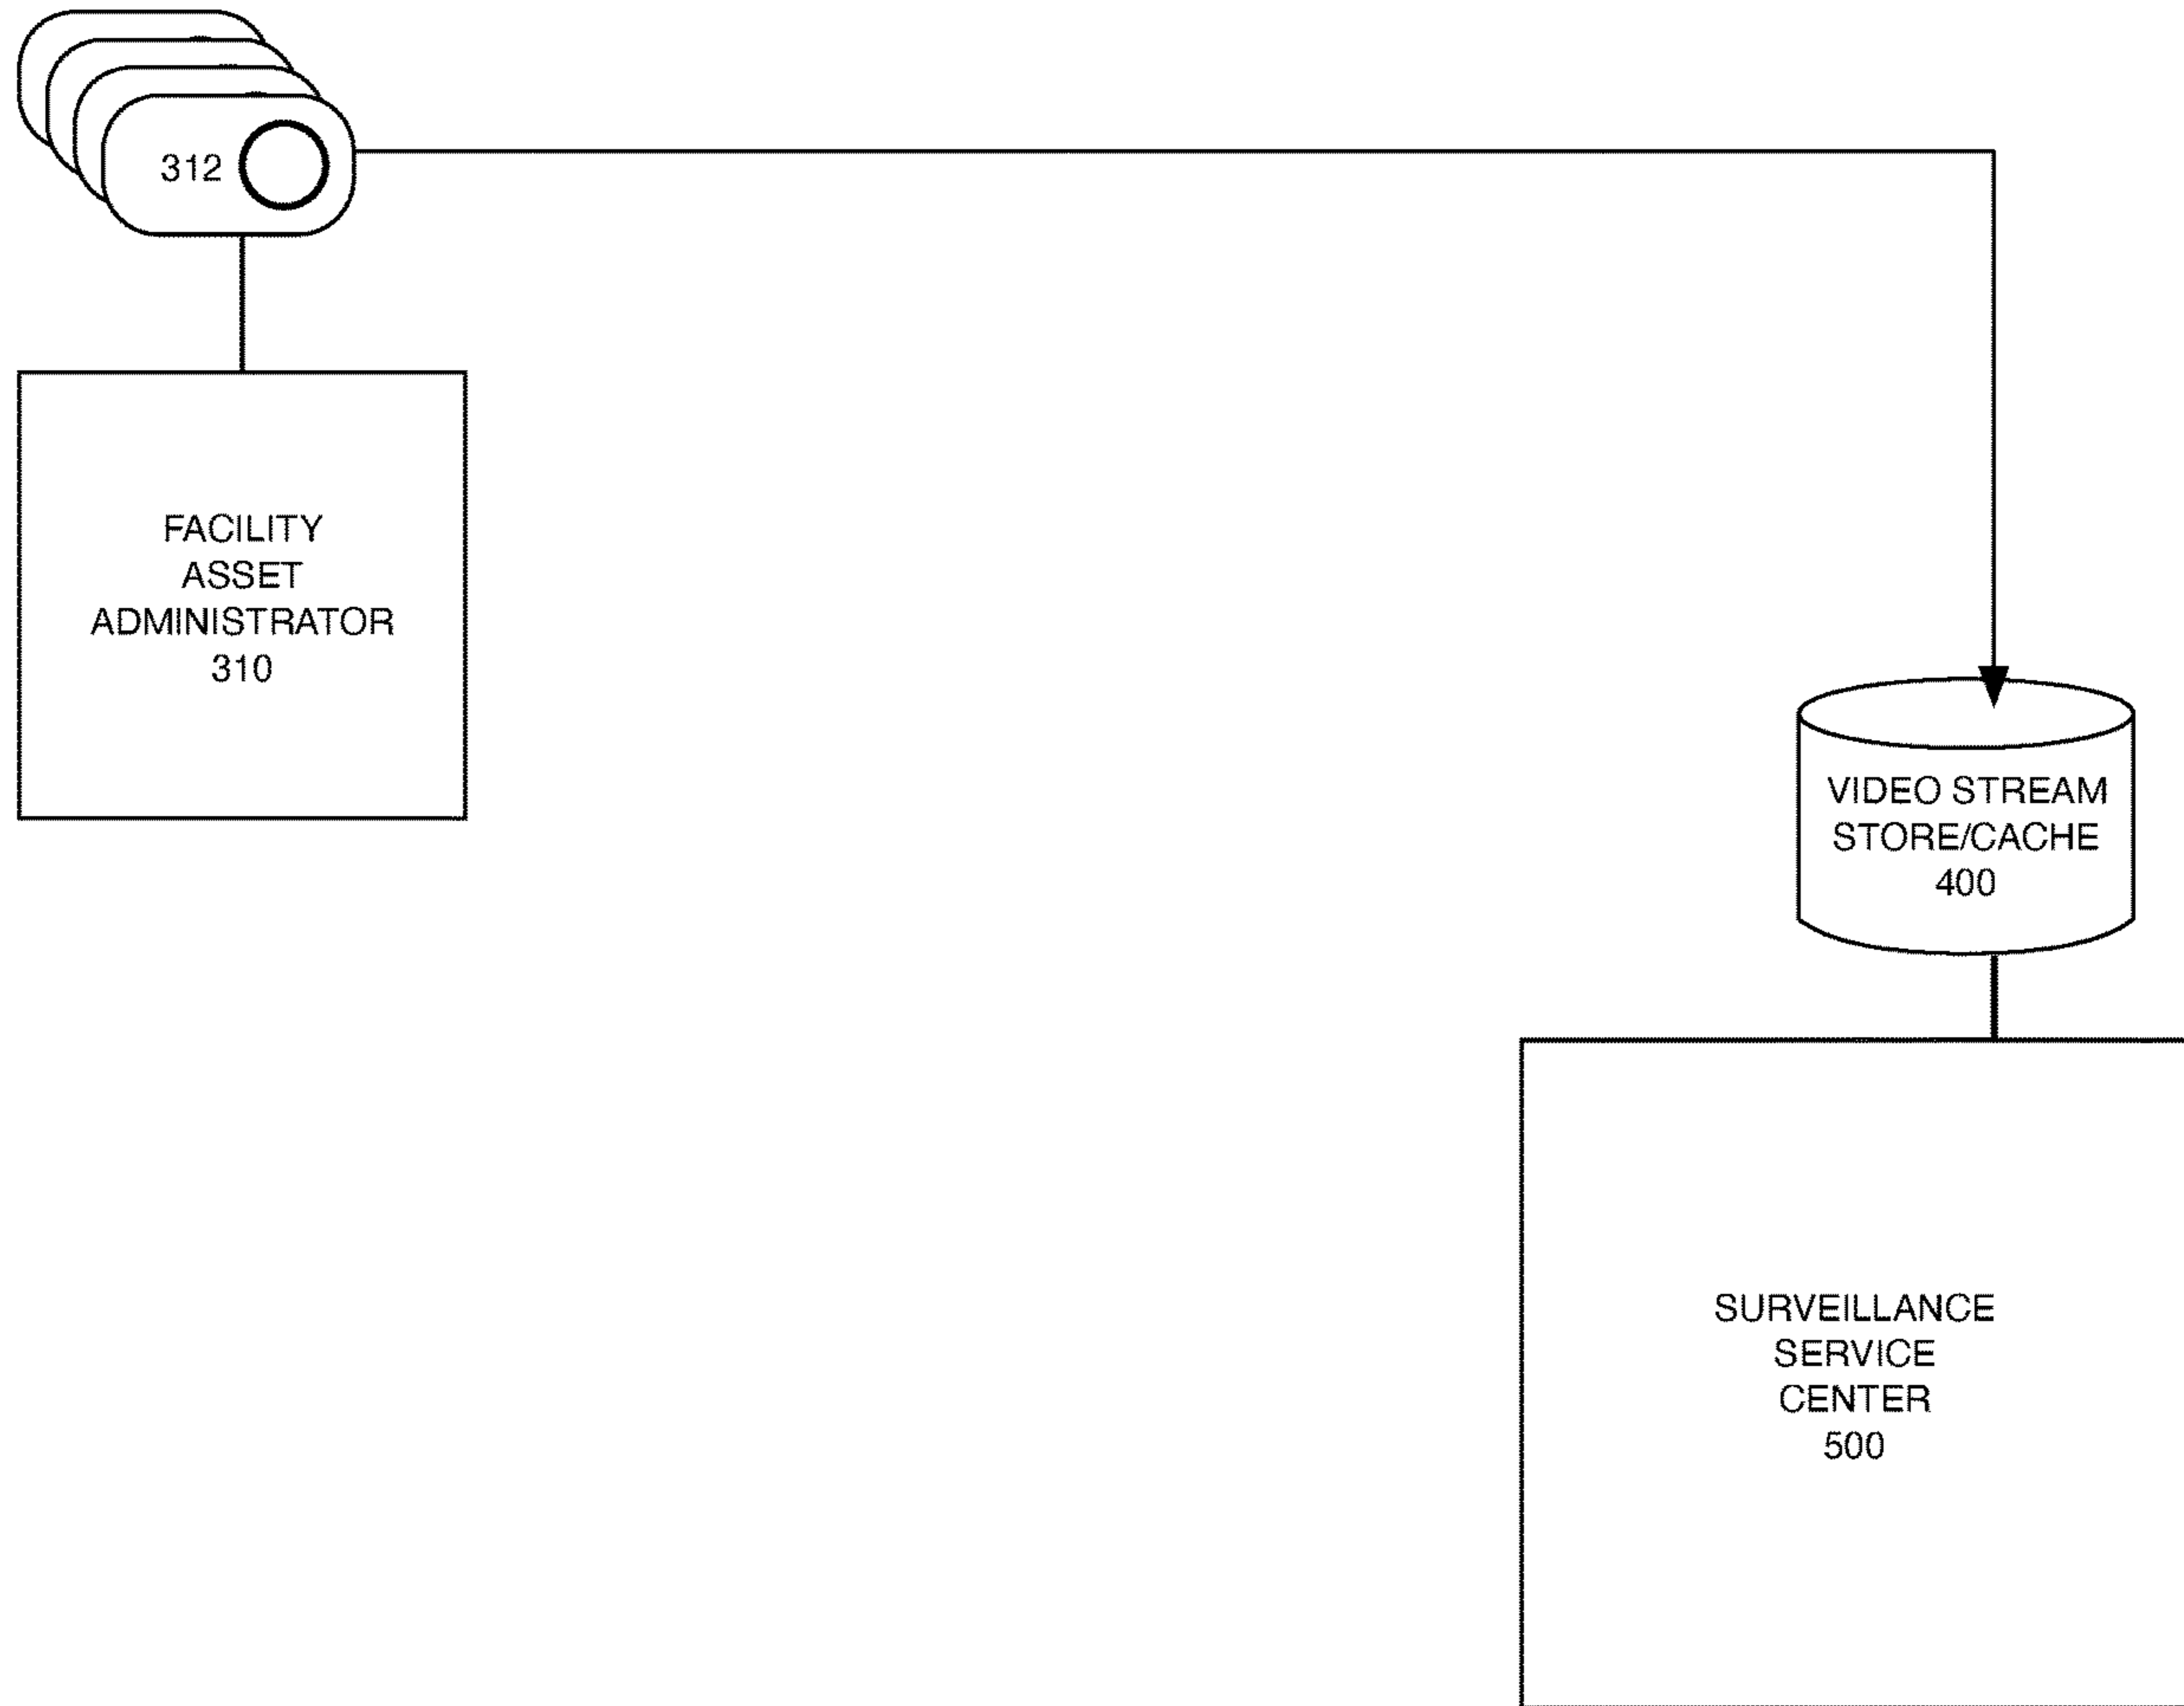 312
FACILITY
ASSET
ADMINISTRATOR
310
VIDEO STREAM
STORE/CACHE
400
SURVEILLANCE
SERVICE
CENTER
500